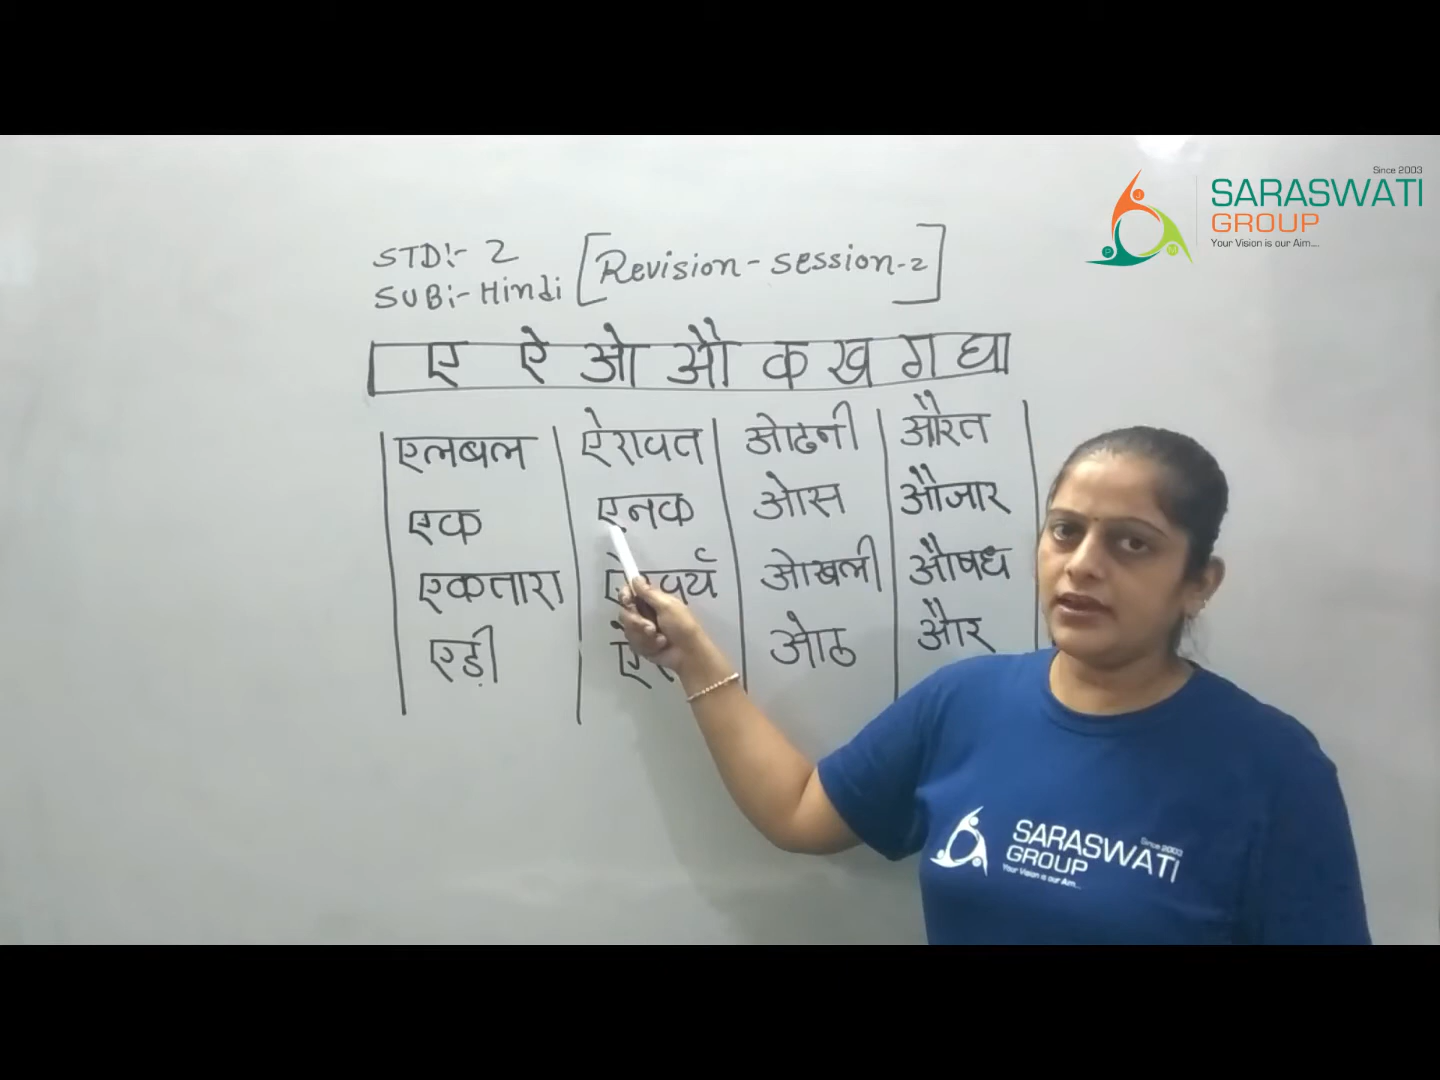 Since 2003
SARASWATI
GROUP
Your Vision is our Aim....
STD:- 2
SUB:- Hindi [Revision - session-2]
ए ऐ ओ औ क ख ग घ
एलबल ऐरावत ओढनी औरत
एक एनक ओस औजार
एकतारा ओखली औषध
एड़ी ओठ और
Since 2003
SARASWATI
GROUP
Your Vision is our Aim....